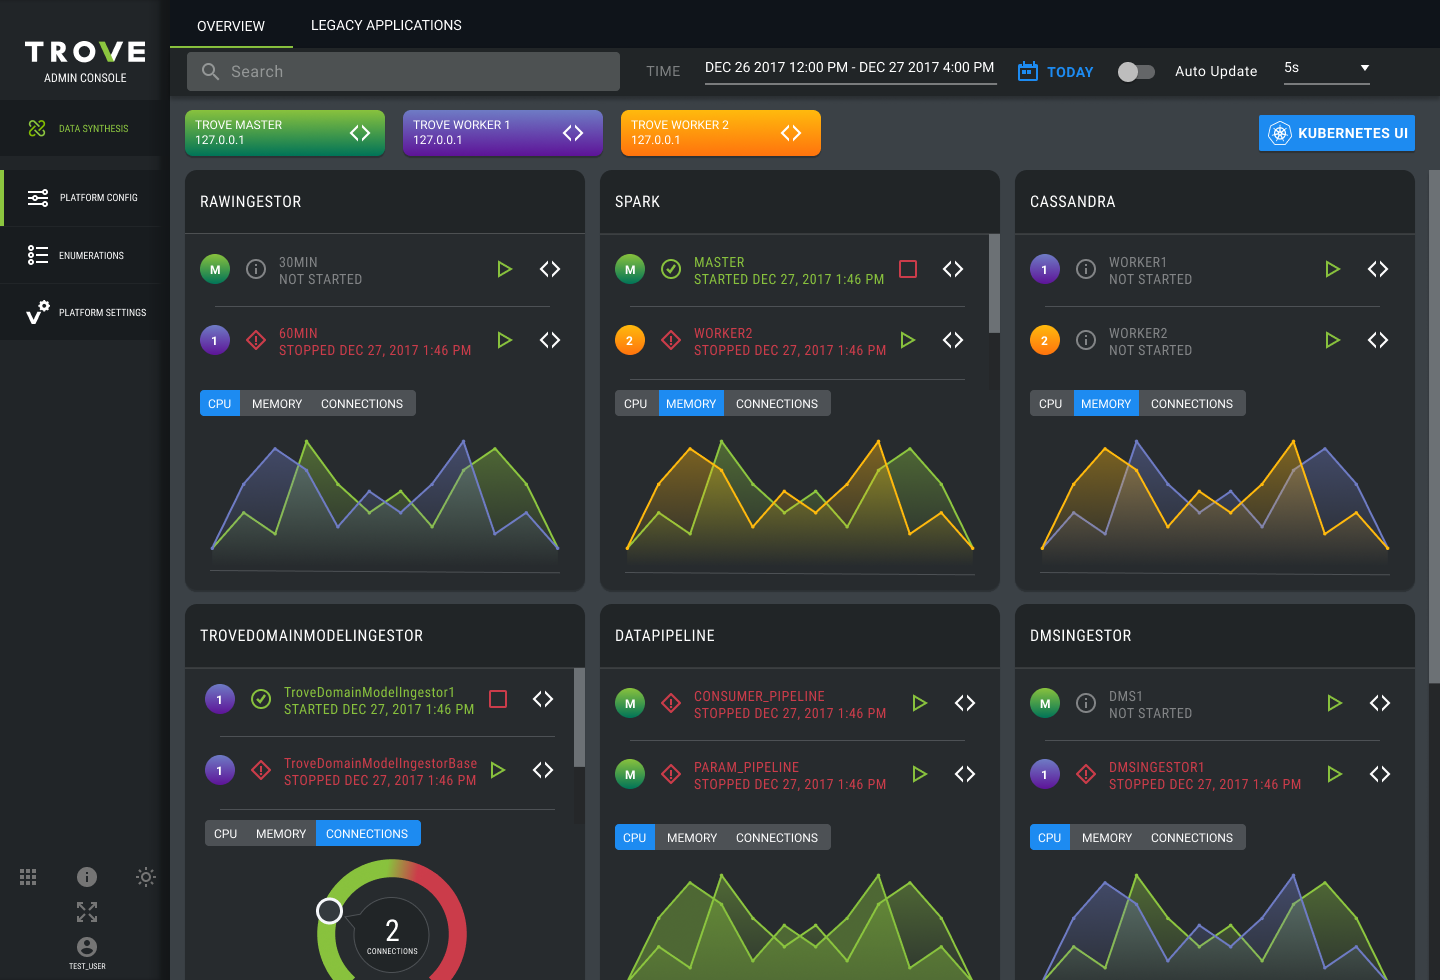 TROVE
ADMIN CONSOLE
DATA SYNTHESIS
PLATFORM CONFIG
ENUMERATIONS
PLATFORM SETTINGS
TEST_USER
OVERVIEW
LEGACY APPLICATIONS
Search
TIME
DEC 26 2017 12:00 PM - DEC 27 2017 4:00 PM
TODAY
Auto Update
5s
TROVE MASTER
127.0.0.1
TROVE WORKER 1
127.0.0.1
TROVE WORKER 2
127.0.0.1
KUBERNETES UI
RAWINGESTOR
M
30MIN
NOT STARTED
1
60MIN
STOPPED DEC 27, 2017 1:46 PM
CPU
MEMORY
CONNECTIONS
SPARK
M
MASTER
STARTED DEC 27, 2017 1:46 PM
2
WORKER2
STOPPED DEC 27, 2017 1:46 PM
CPU
MEMORY
CONNECTIONS
CASSANDRA
1
WORKER1
NOT STARTED
2
WORKER2
NOT STARTED
CPU
MEMORY
CONNECTIONS
TROVEDOMAINMODELINGESTOR
1
TroveDomainModelIngestor1
STARTED DEC 27, 2017 1:46 PM
1
TroveDomainModelIngestorBase
STOPPED DEC 27, 2017 1:46 PM
CPU
MEMORY
CONNECTIONS
2
CONNECTIONS
DATAPIPELINE
M
CONSUMER_PIPELINE
STOPPED DEC 27, 2017 1:46 PM
M
PARAM_PIPELINE
STOPPED DEC 27, 2017 1:46 PM
CPU
MEMORY
CONNECTIONS
DMSINGESTOR
M
DMS1
NOT STARTED
1
DMSINGESTOR1
STOPPED DEC 27, 2017 1:46 PM
CPU
MEMORY
CONNECTIONS